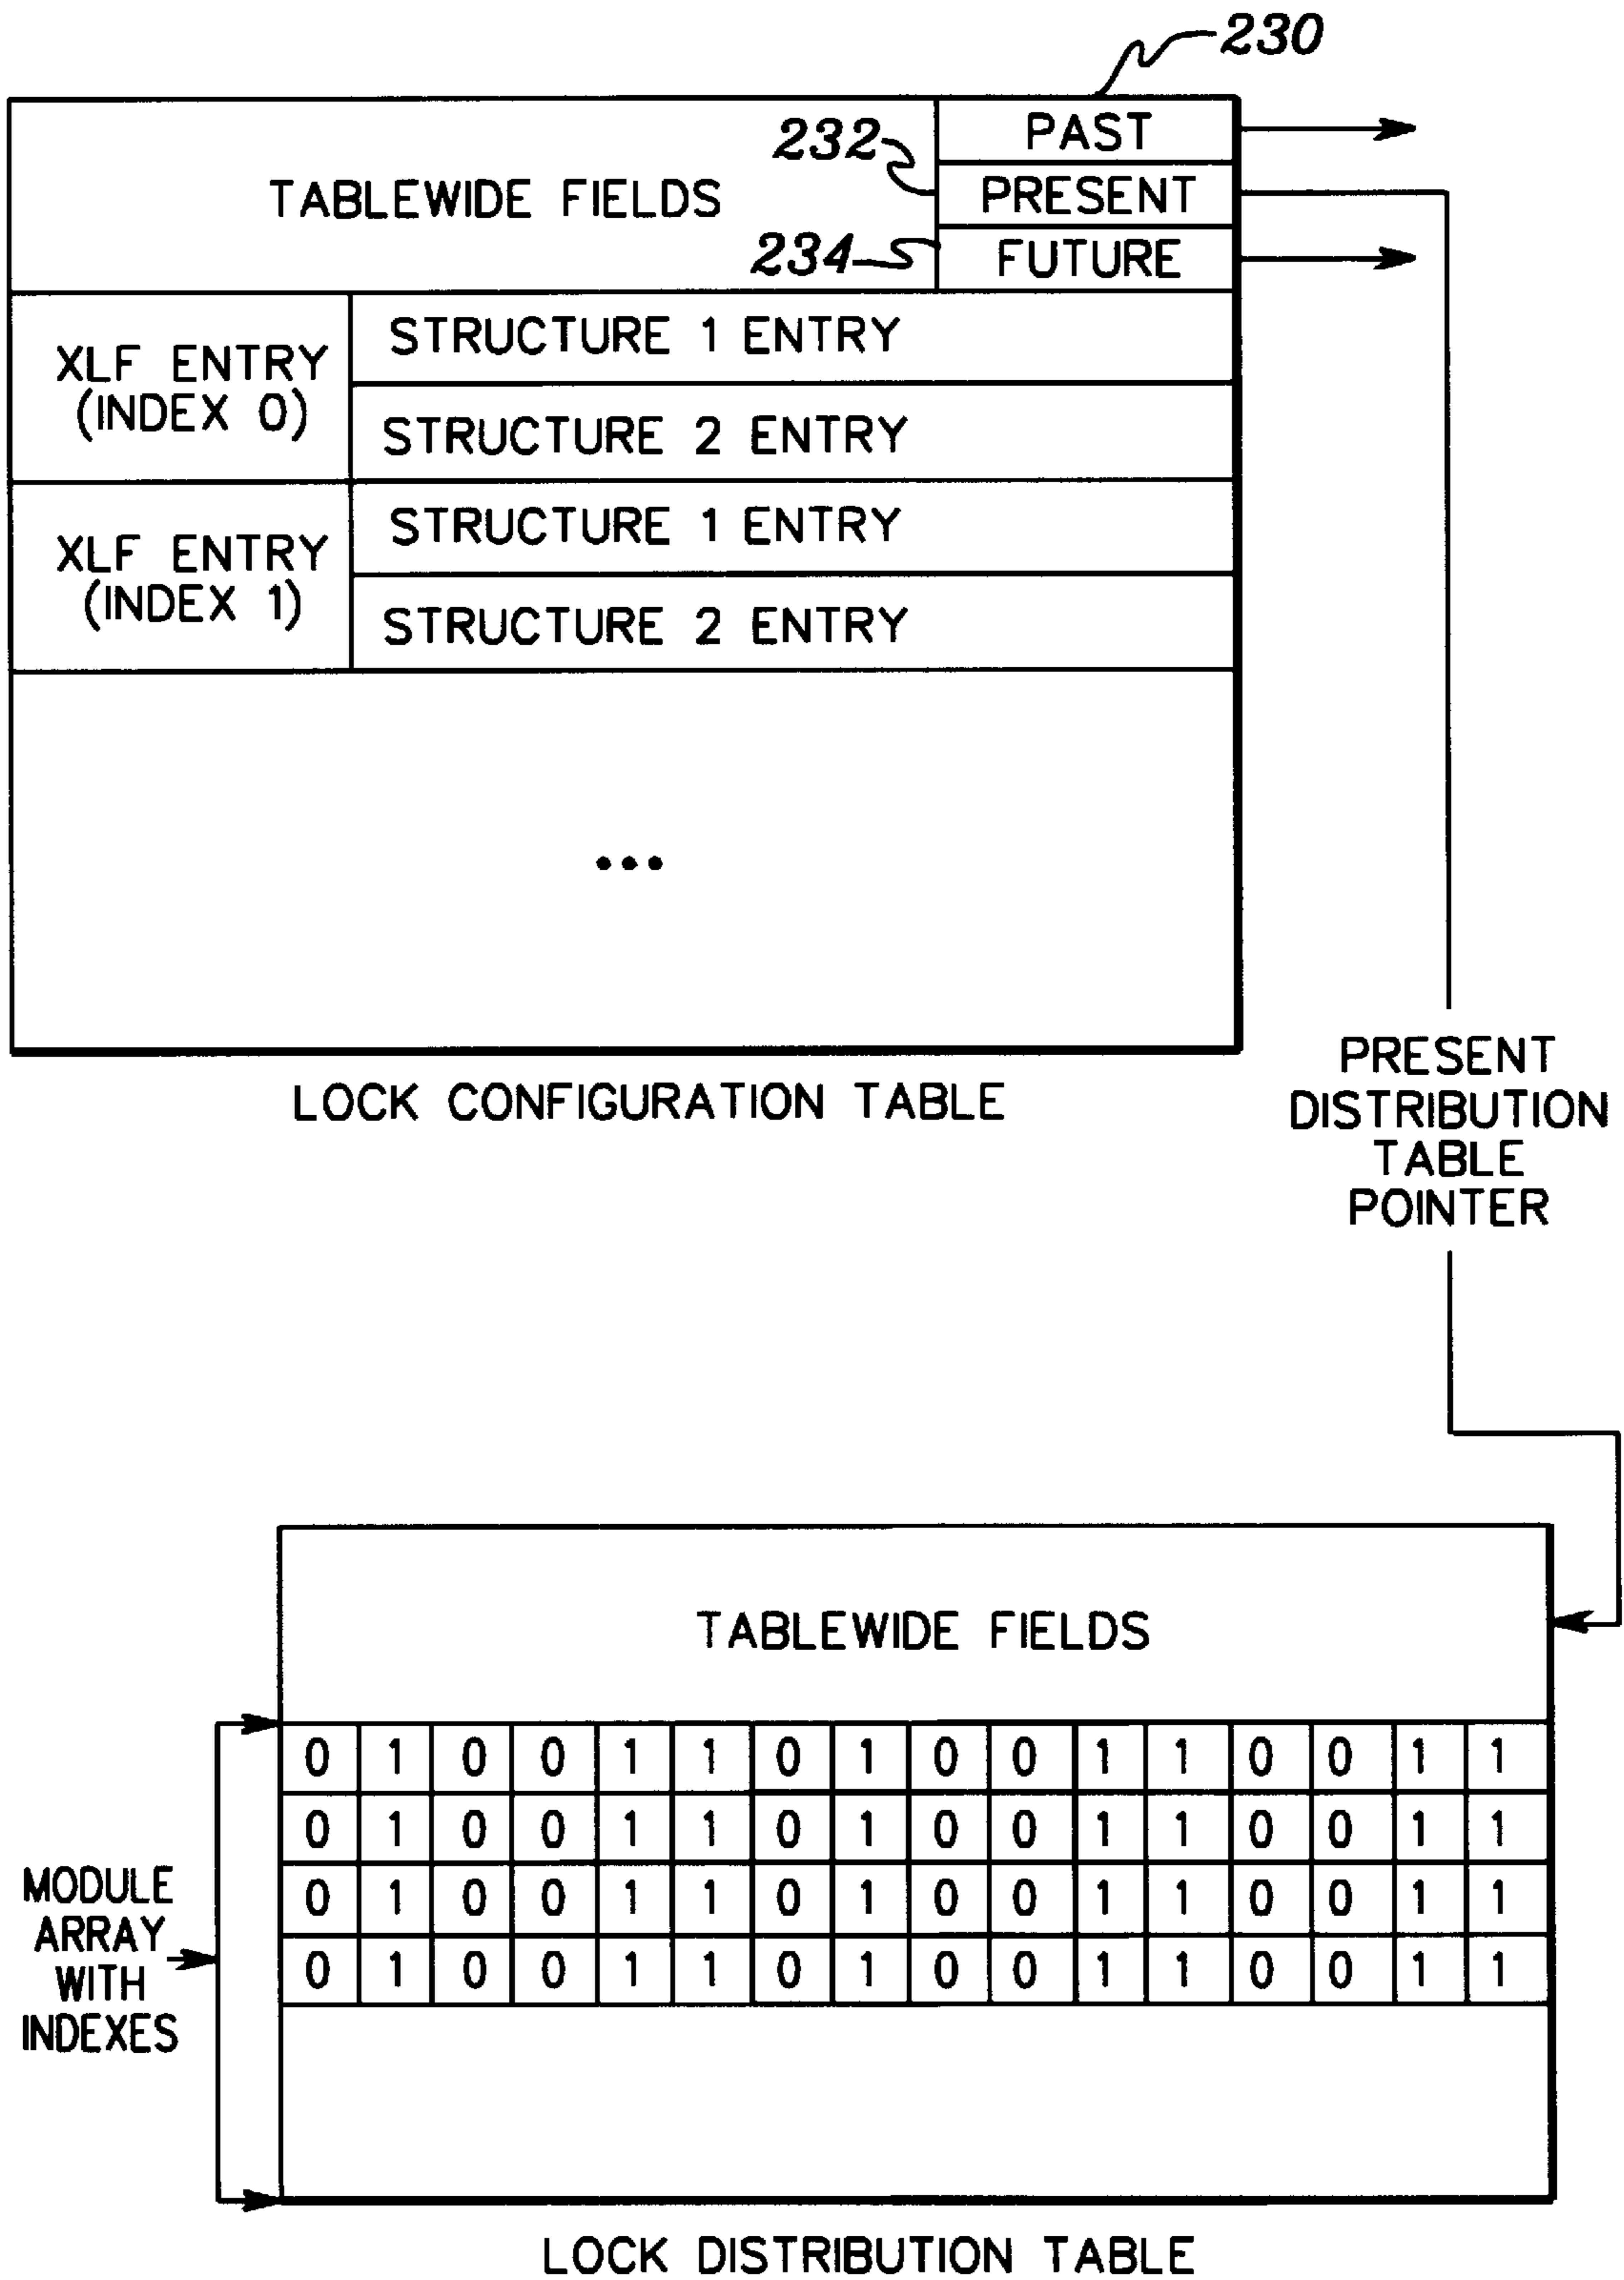 230
PAST
232
TABLEWIDE FIELDS
PRESENT
234
FUTURE
XLF ENTRY
(INDEX 0)
STRUCTURE 1 ENTRY
STRUCTURE 2 ENTRY
XLF ENTRY
(INDEX 1)
STRUCTURE 1 ENTRY
STRUCTURE 2 ENTRY
...
LOCK CONFIGURATION TABLE
PRESENT
DISTRIBUTION
TABLE
POINTER
TABLEWIDE FIELDS
0 1 0 0 1 1 0 1 0 0 1 1 0 0 1 1
0 1 0 0 1 1 0 1 0 0 1 1 0 0 1 1
0 1 0 0 1 1 0 1 0 0 1 1 0 0 1 1
0 1 0 0 1 1 0 1 0 0 1 1 0 0 1 1
MODULE
ARRAY
WITH
INDEXES
LOCK DISTRIBUTION TABLE